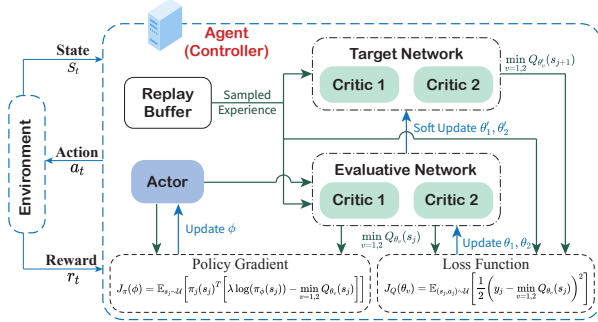 State
s_t
Action
a_t
Reward
r_t
Environment
Agent
(Controller)
Replay
Buffer
Sampled
Experience
Actor
Target Network
Critic 1
Critic 2
min_{v=1,2} Q_{θ'_v}(s_{j+1})
Soft Update θ'_1, θ'_2
Evaluative Network
Critic 1
Critic 2
Update ϕ
min_{v=1,2} Q_{θ_v}(s_j)
Update θ_1, θ_2
Policy Gradient
J_π(ϕ) = 𝔼_{s_j∼𝒰}[π_j(s_j)^T[λ log(π_ϕ(s_j)) − min_{v=1,2} Q_{θ_v}(s_j)]]
Loss Function
J_Q(θ_v) = 𝔼_{(s_j,a_j)∼𝒰}[1/2(y_j − min_{v=1,2} Q_{θ_v}(s_j))^2]